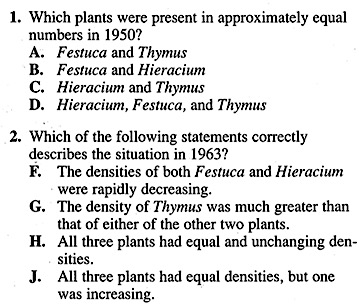 1. Which plants were present in approximately equal
numbers in 1950?
A. Festuca and Thymus
B. Festuca and Hieracium
C. Hieracium and Thymus
D. Hieracium, Festuca, and Thymus
2. Which of the following statements correctly
describes the situation in 1963?
F. The densities of both Festuca and Hieracium
were rapidly decreasing.
G. The density of Thymus was much greater than
that of either of the other two plants.
H. All three plants had equal and unchanging den-
sities.
J. All three plants had equal densities, but one
was increasing.